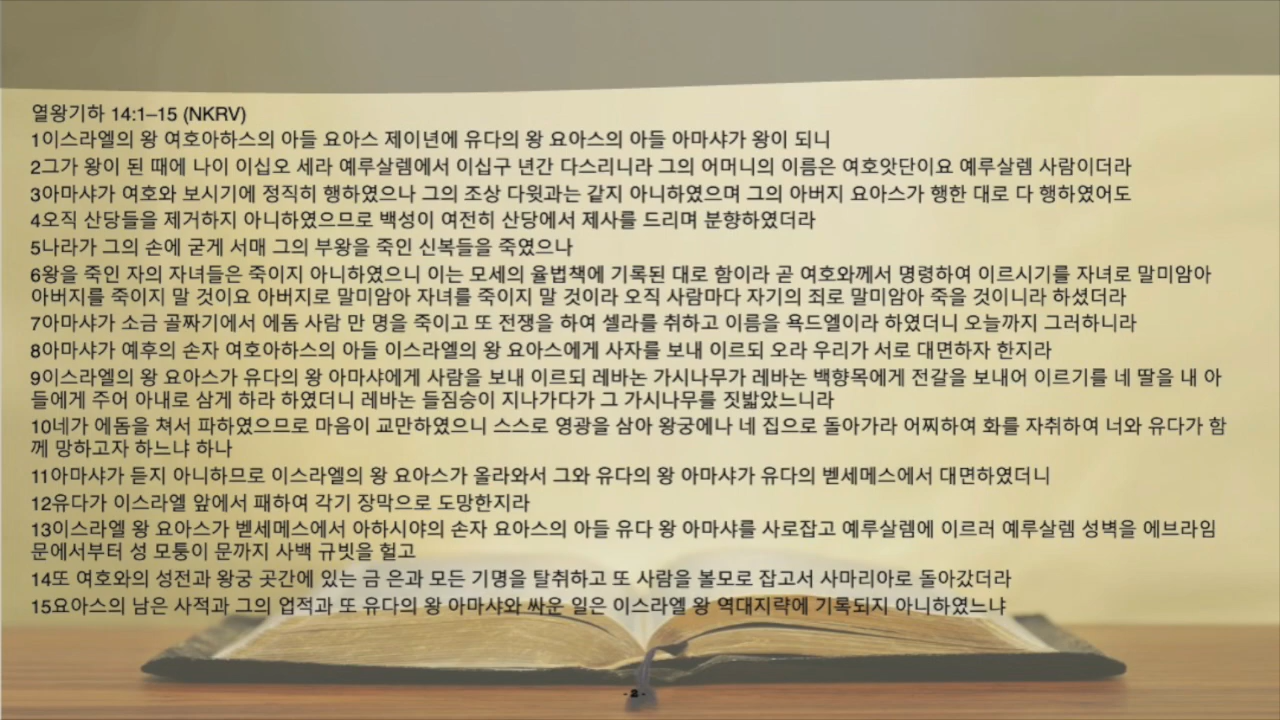 열왕기하 14:1–15 (NKRV)
1이스라엘의 왕 여호아하스의 아들 요아스 제이년에 유다의 왕 요아스의 아들 아마샤가 왕이 되니
2그가 왕이 된 때에 나이 이십오 세라 예루살렘에서 이십구 년간 다스리니라 그의 어머니의 이름은 여호앗단이요 예루살렘 사람이더라
3아마샤가 여호와 보시기에 정직히 행하였으나 그의 조상 다윗과는 같지 아니하였으며 그의 아버지 요아스가 행한 대로 다 행하였어도
4오직 산당들을 제거하지 아니하였으므로 백성이 여전히 산당에서 제사를 드리며 분향하였더라
5나라가 그의 손에 굳게 서매 그의 부왕을 죽인 신복들을 죽였으나
6왕을 죽인 자의 자녀들은 죽이지 아니하였으니 이는 모세의 율법책에 기록된 대로 함이라 곧 여호와께서 명령하여 이르시기를 자녀로 말미암아
아버지를 죽이지 말 것이요 아버지로 말미암아 자녀를 죽이지 말 것이라 오직 사람마다 자기의 죄로 말미암아 죽을 것이니라 하셨더라
7아마샤가 소금 골짜기에서 에돔 사람 만 명을 죽이고 또 전쟁을 하여 셀라를 취하고 이름을 욕드엘이라 하였더니 오늘까지 그러하니라
8아마샤가 예후의 손자 여호아하스의 아들 이스라엘의 왕 요아스에게 사자를 보내 이르되 오라 우리가 서로 대면하자 한지라
9이스라엘의 왕 요아스가 유다의 왕 아마샤에게 사람을 보내 이르되 레바논 가시나무가 레바논 백향목에게 전갈을 보내어 이르기를 네 딸을 내 아
들에게 주어 아내로 삼게 하라 하였더니 레바논 들짐승이 지나가다가 그 가시나무를 짓밟았느니라
10네가 에돔을 쳐서 파하였으므로 마음이 교만하였으니 스스로 영광을 삼아 왕궁에나 네 집으로 돌아가라 어찌하여 화를 자취하여 너와 유다가 함
께 망하고자 하느냐 하나
11아마샤가 듣지 아니하므로 이스라엘의 왕 요아스가 올라와서 그와 유다의 왕 아마샤가 유다의 벧세메스에서 대면하였더니
12유다가 이스라엘 앞에서 패하여 각기 장막으로 도망한지라
13이스라엘 왕 요아스가 벧세메스에서 아하시야의 손자 요아스의 아들 유다 왕 아마샤를 사로잡고 예루살렘에 이르러 예루살렘 성벽을 에브라임
문에서부터 성 모퉁이 문까지 사백 규빗을 헐고
14또 여호와의 성전과 왕궁 곳간에 있는 금 은과 모든 기명을 탈취하고 또 사람을 볼모로 잡고서 사마리아로 돌아갔더라
15요아스의 남은 사적과 그의 업적과 또 유다의 왕 아마샤와 싸운 일은 이스라엘 왕 역대지략에 기록되지 아니하였느냐
- 2 -